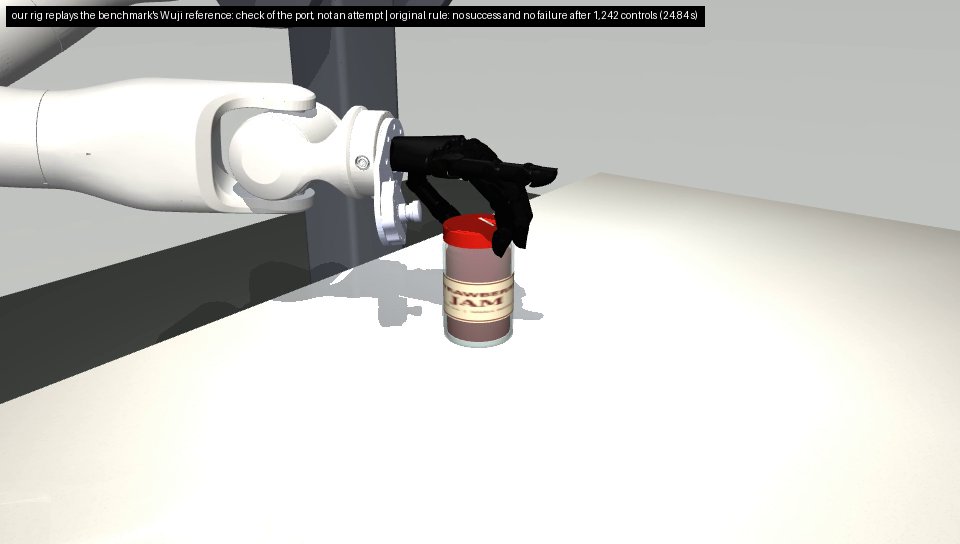 our rig replays the benchmark's Wuji reference: check of the port, not an attempt | original rule: no success and no failure after 1,242 controls (24.84 s)
JAM